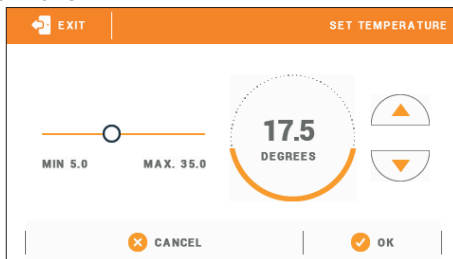 EXIT
SET TEMPERATURE
17.5
DEGREES
MIN 5.0
MAX. 35.0
CANCEL
OK